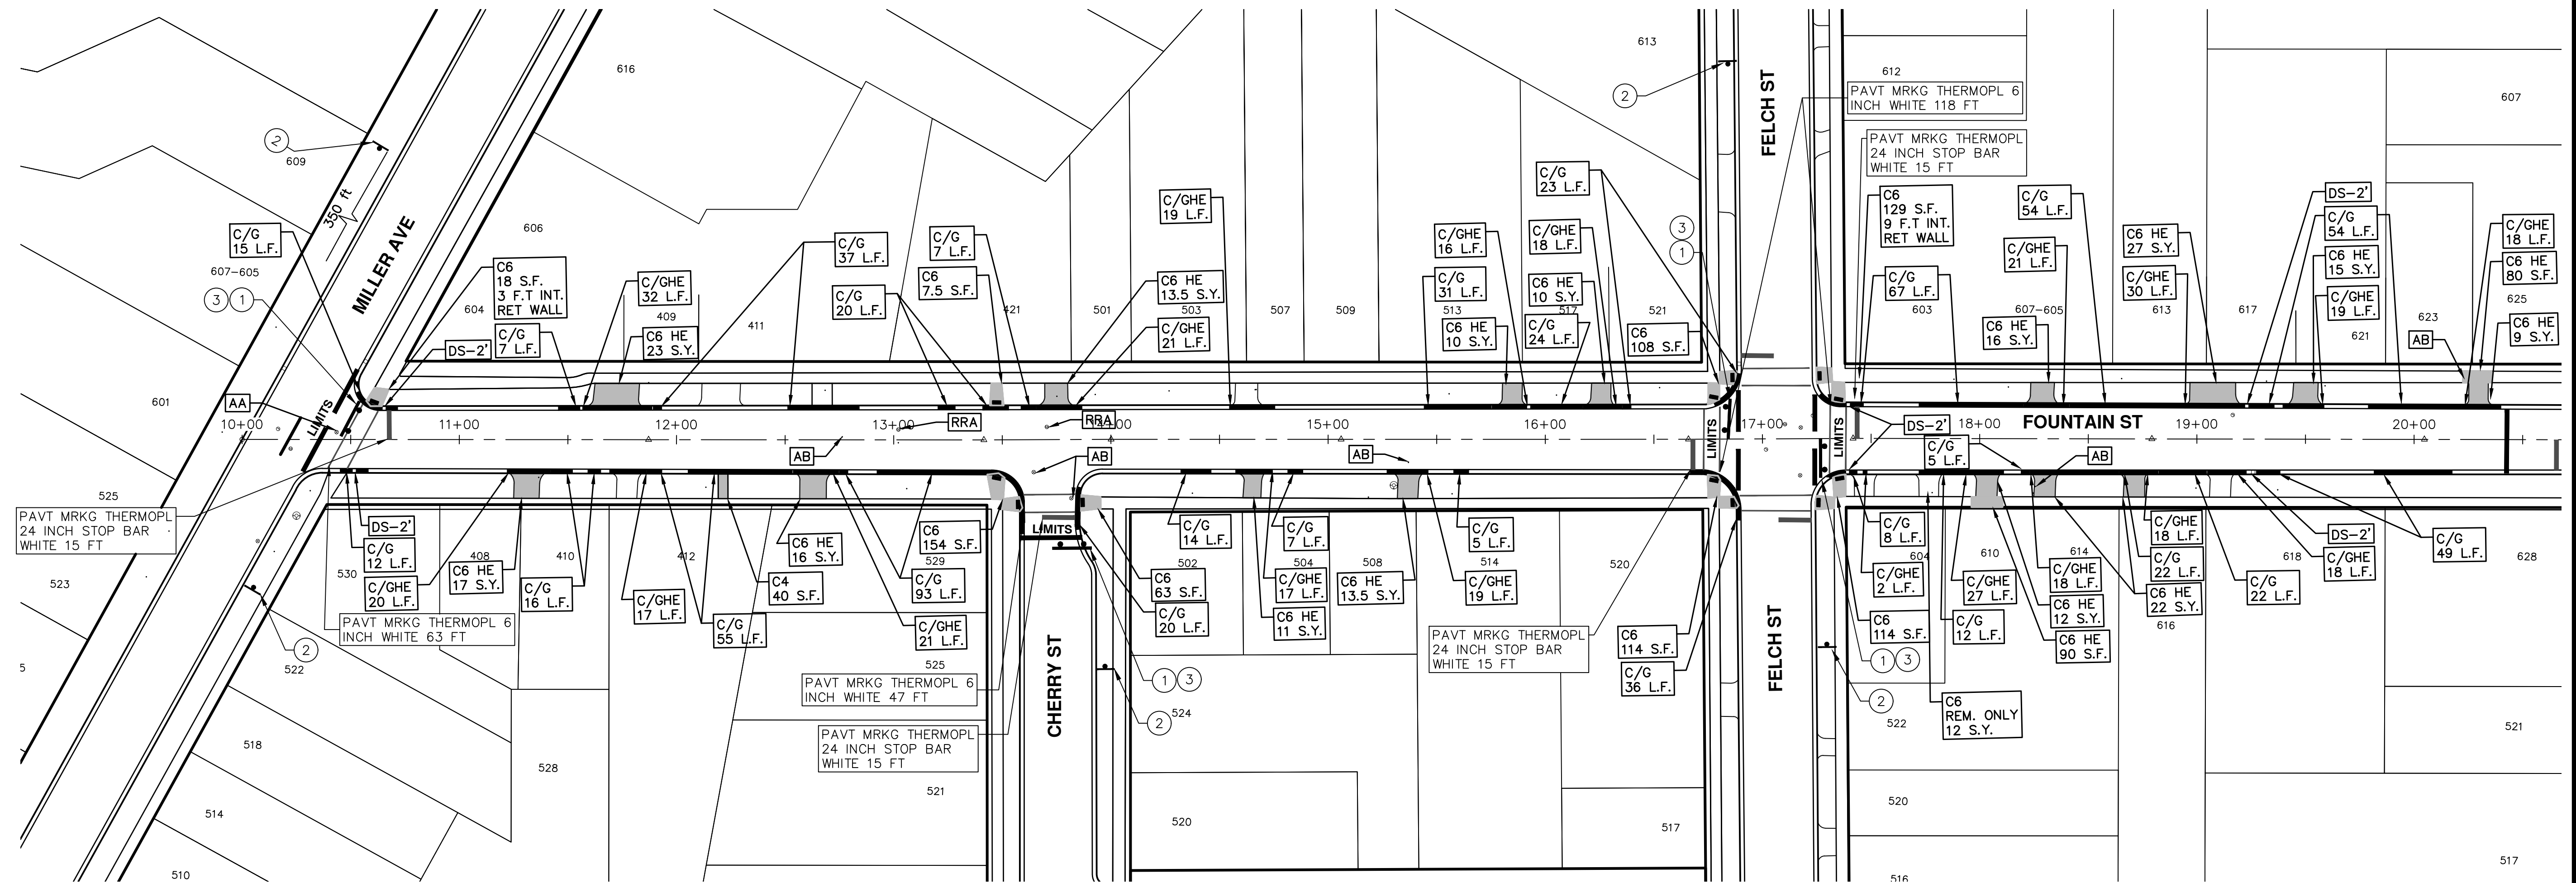 616
613
612
607
FELCH ST
2
PAVT MRKG THERMOPL 6
INCH WHITE 118 FT
PAVT MRKG THERMOPL
24 INCH STOP BAR
WHITE 15 FT
2
609
350 ft
MILLER AVE
C/G
15 L.F.
607-605
3
1
601
606
604
C6
18 S.F.
3 F.T INT.
RET WALL
C/G
7 L.F.
DS-2'
C/GHE
32 L.F.
409
C6 HE
23 S.Y.
411
C/G
37 L.F.
C/G
20 L.F.
C/G
7 L.F.
C6
7.5 S.F.
421
501
C6 HE
13.5 S.Y.
503
C/GHE
21 L.F.
C/GHE
19 L.F.
507
509
C/GHE
16 L.F.
C/G
31 L.F.
513
C6 HE
10 S.Y.
C/G
23 L.F.
C/GHE
18 L.F.
C6 HE
10 S.Y.
517
C/G
24 L.F.
521
C6
108 S.F.
3
1
C6
129 S.F.
9 F.T INT.
RET WALL
C/G
67 L.F.
603
C/G
54 L.F.
C/GHE
21 L.F.
607-605
C6 HE
16 S.Y.
C6 HE
27 S.Y.
C/GHE
30 L.F.
613
617
DS-2'
C/G
54 L.F.
C6 HE
15 S.Y.
C/GHE
19 L.F.
621
623
AB
C/GHE
18 L.F.
C6 HE
80 S.F.
625
C6 HE
9 S.Y.
AA
LIMITS
10+00
11+00
12+00
13+00
14+00
15+00
16+00
17+00
18+00
19+00
20+00
RRA
RRA
AB
AB
AB
LIMITS
LIMITS
FOUNTAIN ST
DS-2'
C/G
5 L.F.
AB
525
PAVT MRKG THERMOPL
24 INCH STOP BAR
WHITE 15 FT
523
5
DS-2'
C/G
12 L.F.
530
C/GHE
20 L.F.
408
C6 HE
17 S.Y.
410
C/G
16 L.F.
412
C/GHE
17 L.F.
C/G
55 L.F.
C4
40 S.F.
C6 HE
16 S.Y.
C6
154 S.F.
529
C/G
93 L.F.
C/GHE
21 L.F.
525
LIMITS
C6
63 S.F.
C/G
20 L.F.
502
C/G
14 L.F.
C/G
7 L.F.
504
C/GHE
17 L.F.
C6 HE
11 S.Y.
508
C6 HE
13.5 S.Y.
C/G
5 L.F.
514
C/GHE
19 L.F.
520
PAVT MRKG THERMOPL
24 INCH STOP BAR
WHITE 15 FT
C6
114 S.F.
C/G
36 L.F.
C/G
8 L.F.
604
C/GHE
2 L.F.
C6
114 S.F.
610
C/GHE
27 L.F.
C/G
12 L.F.
614
C/GHE
18 L.F.
C6 HE
12 S.Y.
C6 HE
90 S.F.
C/GHE
18 L.F.
C/G
22 L.F.
C6 HE
22 S.Y.
616
C/G
22 L.F.
618
DS-2'
C/GHE
18 L.F.
C/G
49 L.F.
628
PAVT MRKG THERMOPL 6
INCH WHITE 63 FT
2
522
PAVT MRKG THERMOPL 6
INCH WHITE 47 FT
PAVT MRKG THERMOPL
24 INCH STOP BAR
WHITE 15 FT
CHERRY ST
1
3
2
524
FELCH ST
1
3
2
522
C6
REM. ONLY
12 S.Y.
518
528
521
514
510
520
517
520
516
521
517